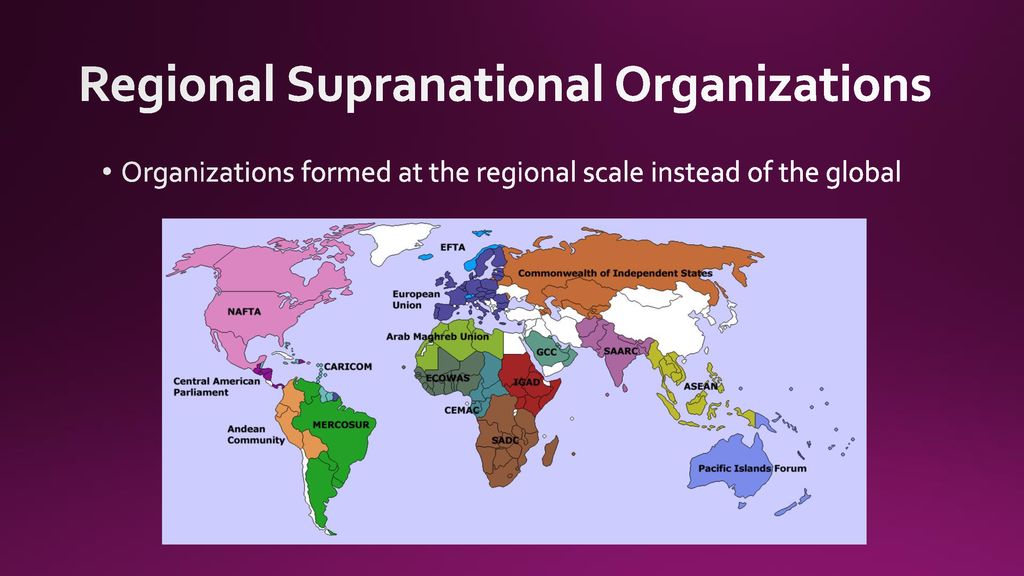 Regional Supranational Organizations
• Organizations formed at the regional scale instead of the global
EFTA
Commonwealth of Independent States
European
Union
NAFTA
Arab Maghreb Union
GCC
SAARC
CARICOM
ECOWAS
IGAD
Central American
Parliament
ASEAN
CEMAC
MERCOSUR
Andean
Community
SADC
Pacific Islands Forum